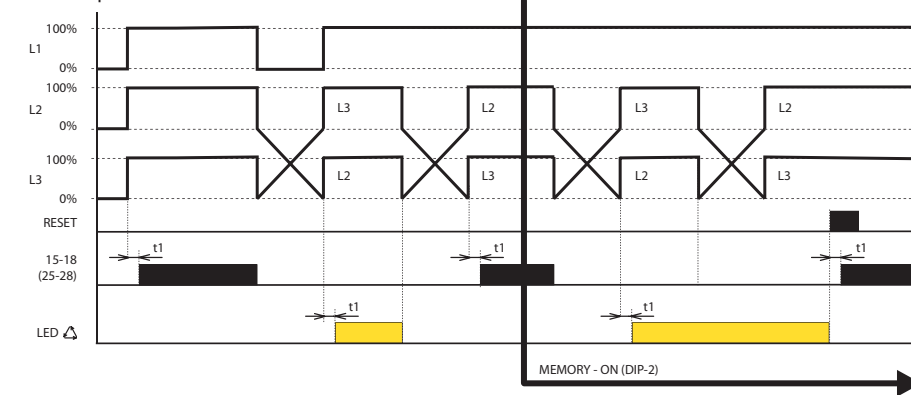 100%
L1
0%
100%
L2
L3
L2
L3
L2
0%
100%
L3
L2
L3
L2
L3
0%
RESET
t1
t1
t1
15-18
(25-28)
t1
t1
LED
MEMORY - ON (DIP-2)